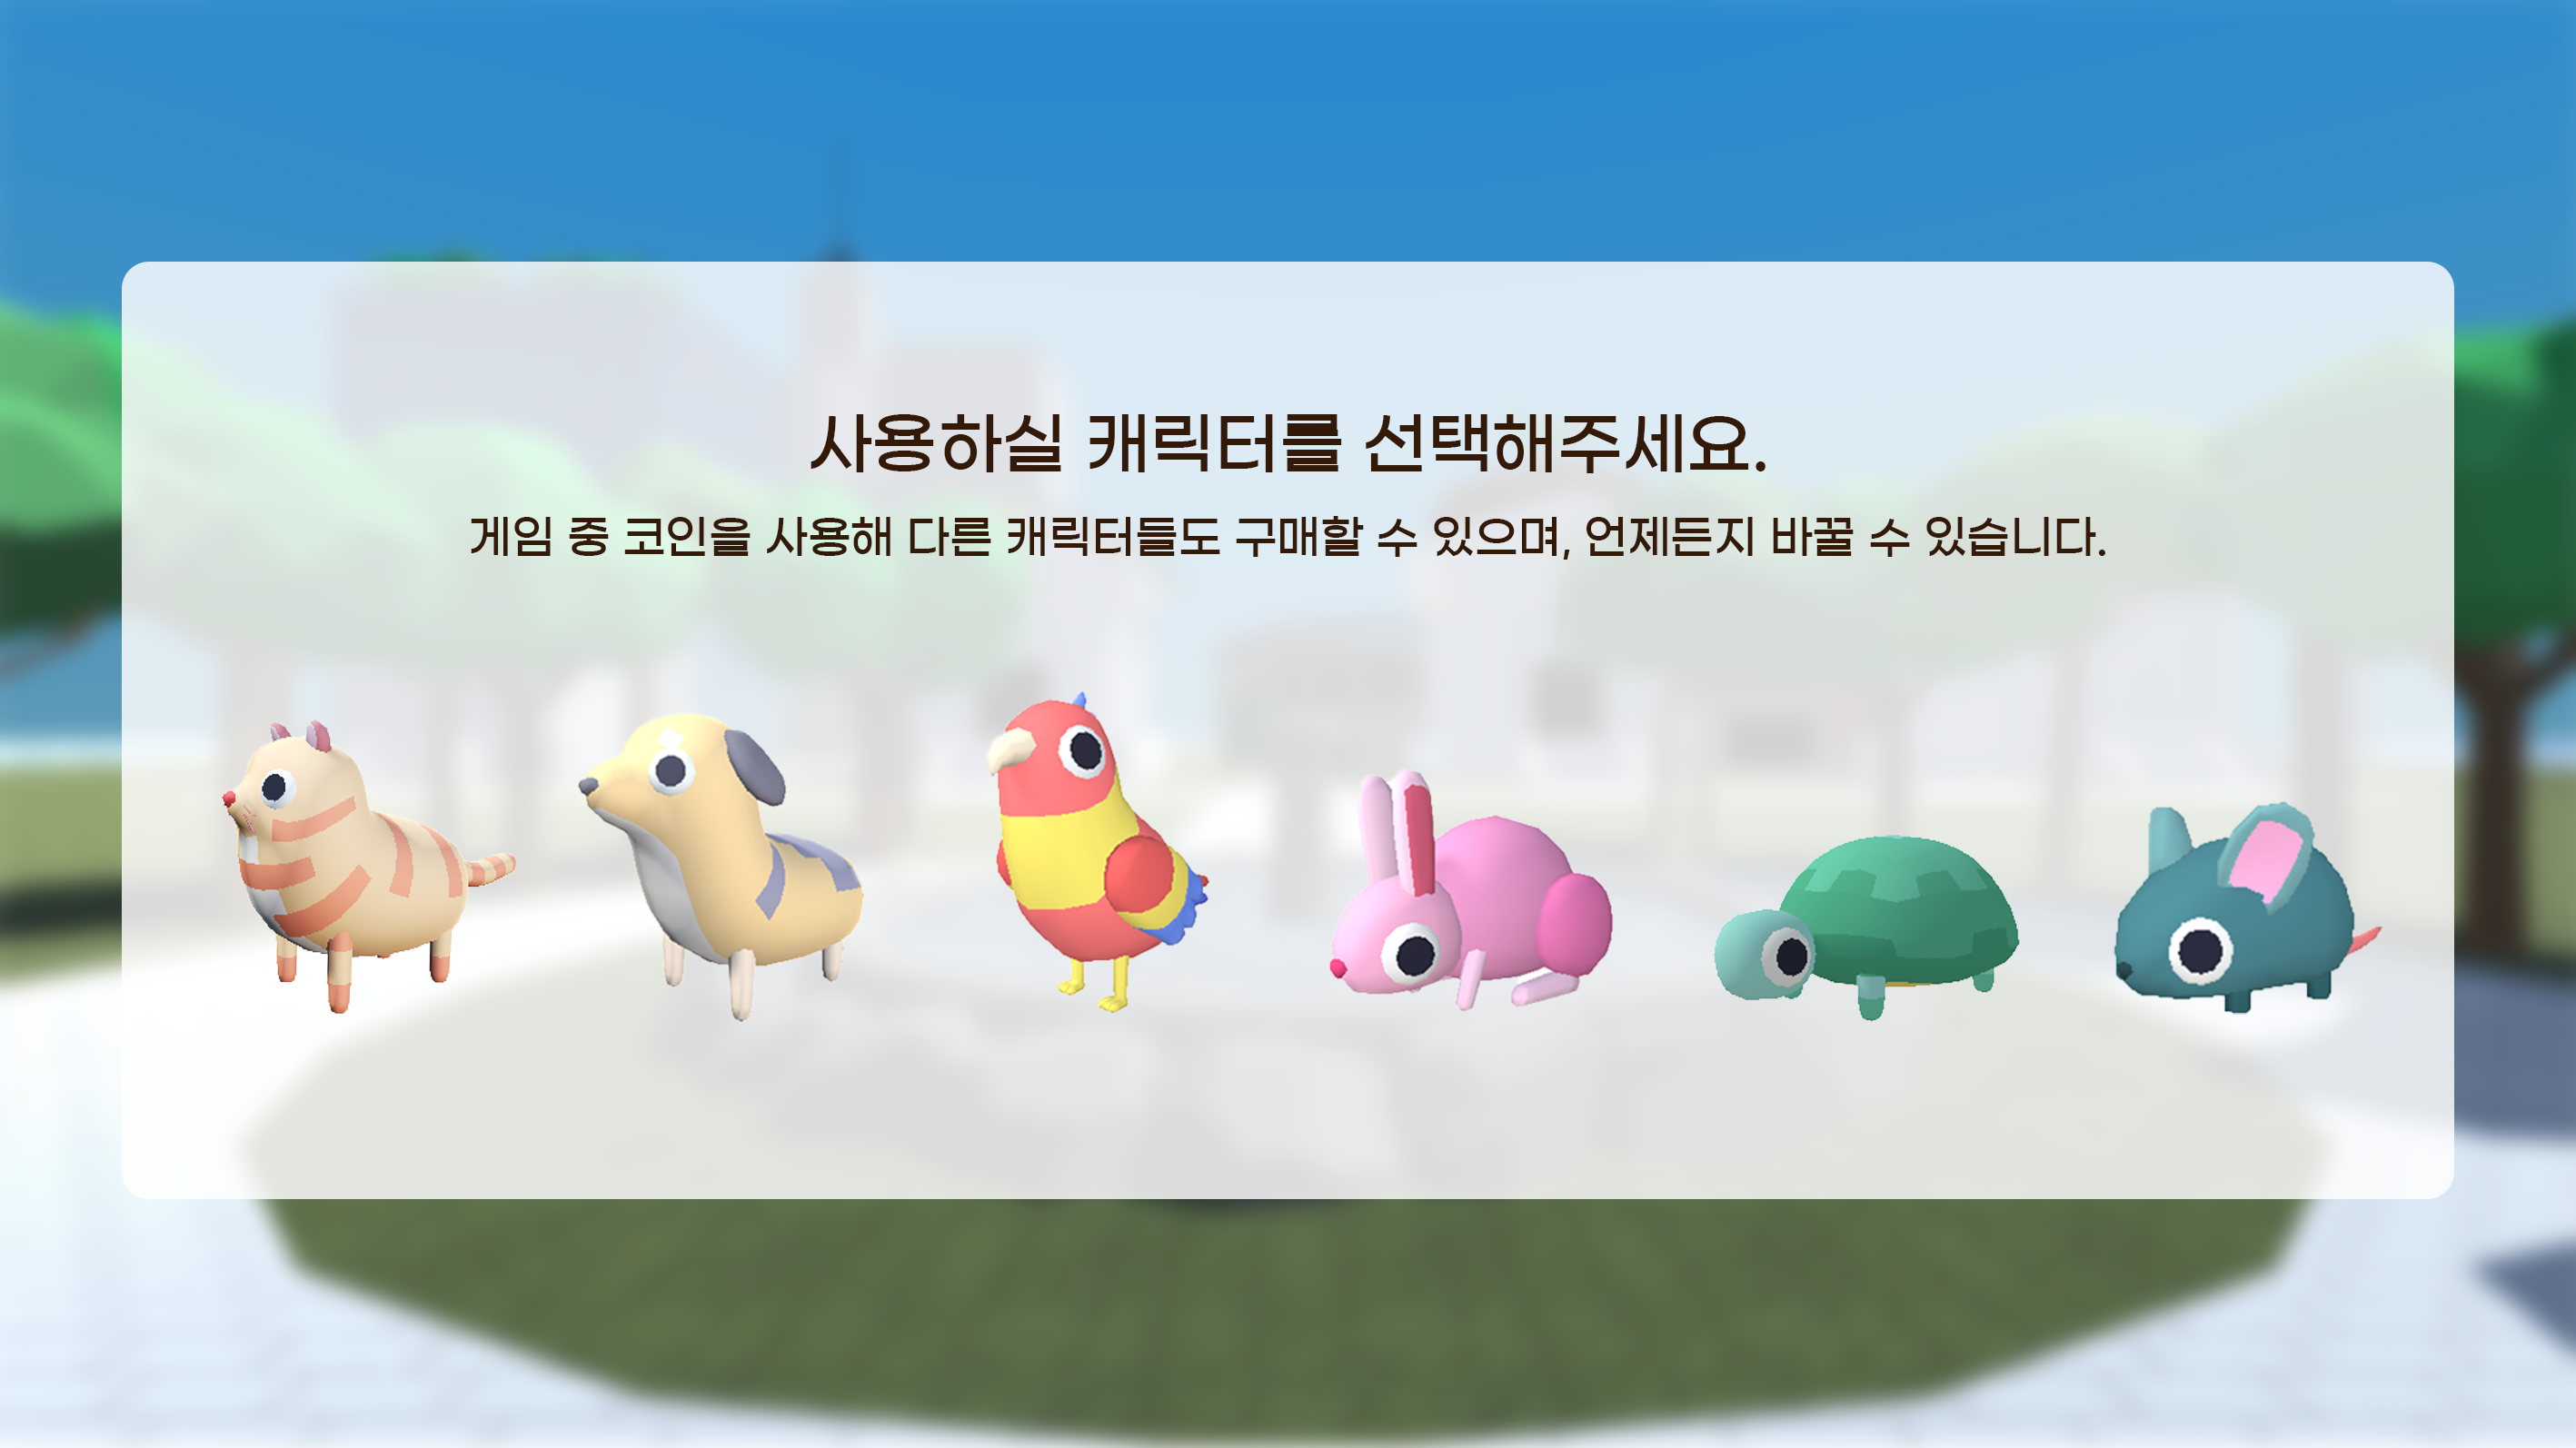 사용하실 캐릭터를 선택해주세요.
게임 중 코인을 사용해 다른 캐릭터들도 구매할 수 있으며, 언제든지 바꿀 수 있습니다.